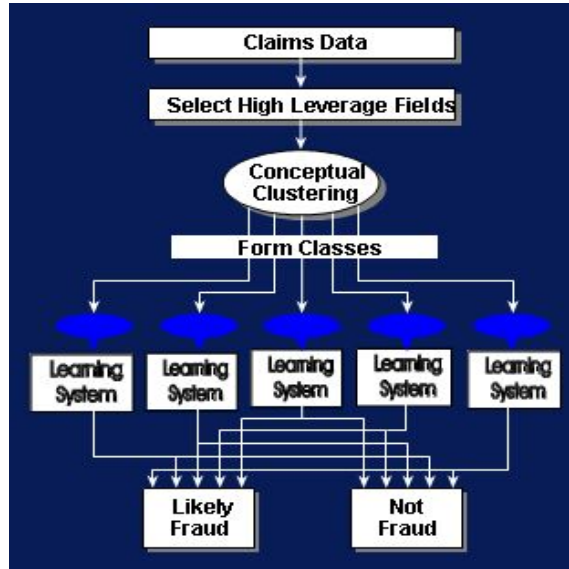 Claims Data
Select High Leverage Fields
Conceptual
Clustering
Form Classes
Learning
System
Learning
System
Learning
System
Learning
System
Learning
System
Likely
Fraud
Not
Fraud